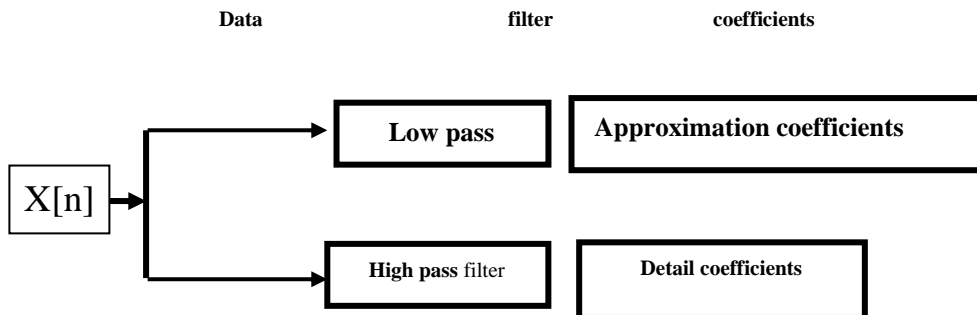 Data filter coefficients
Low pass
Approximation coefficients
X[n]
High pass filter
Detail coefficients